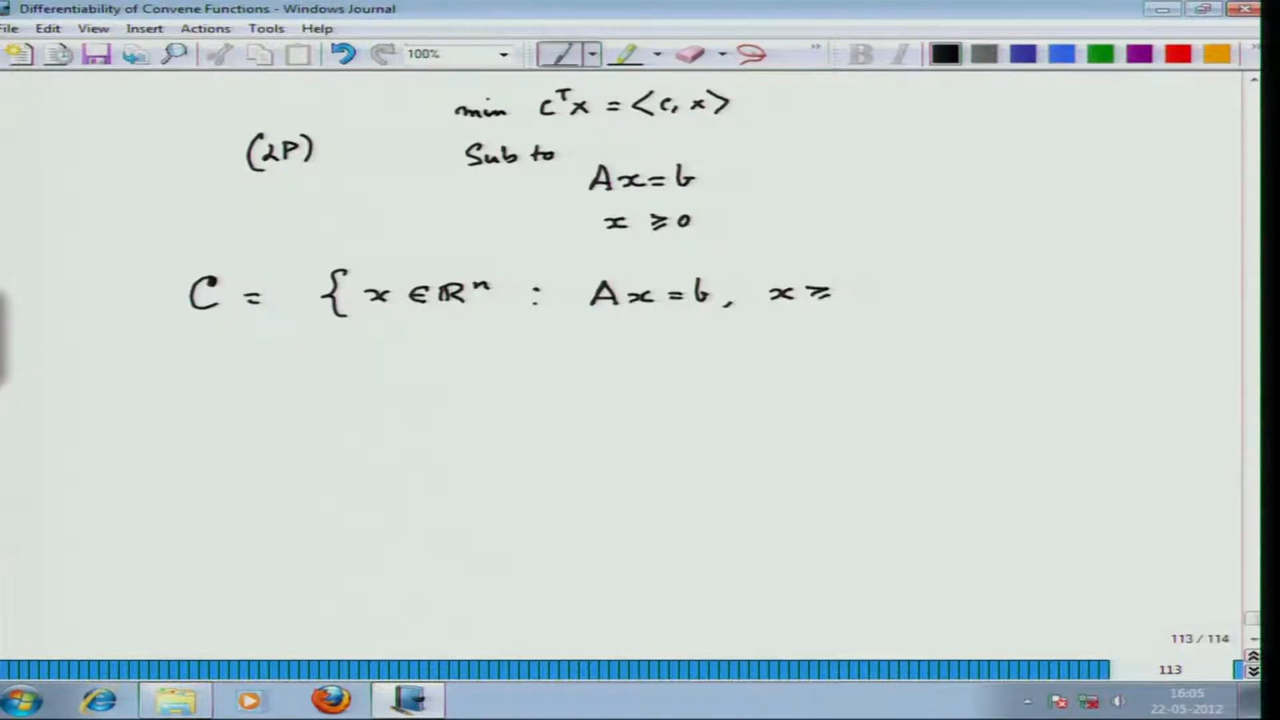 Differentiability of Convene Functions - Windows Journal
File Edit View Insert Actions Tools Help
100%
B I
min cᵀx = <c, x>
(LP) Sub to
Ax = b
x ≥ 0
C = { x ∈ ℝⁿ : Ax = b, x ≥
113 / 114
113
16:05
22-05-2012